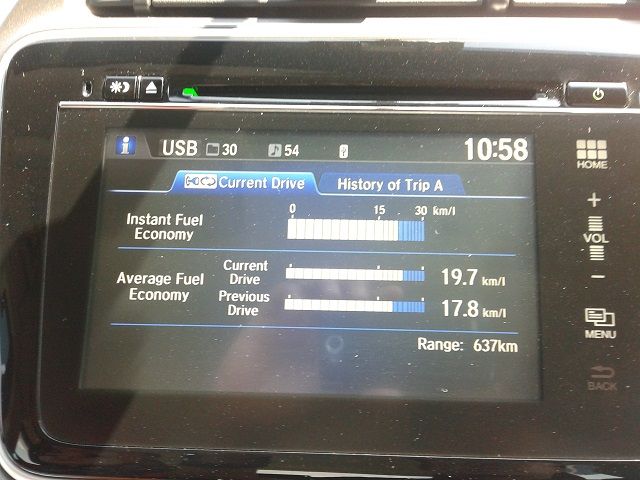 USB 30 54 10:58
Current Drive History of Trip A
HOME
0 15 30 km/l
Instant Fuel
Economy
+
VOL
−
Average Fuel
Economy
Current
Drive
19.7 km/l
Previous
Drive
17.8 km/l
Range: 637km
MENU
BACK